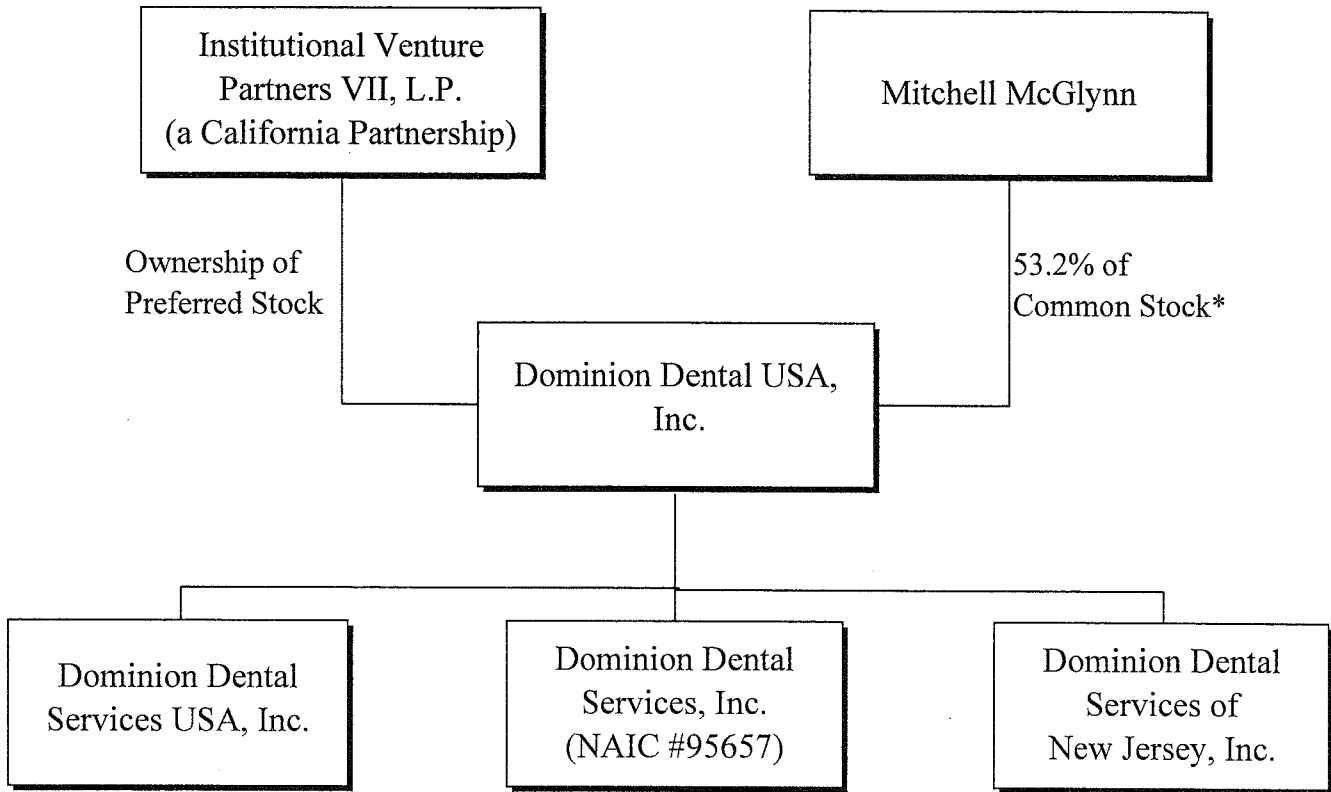 Institutional Venture
Partners VII, L.P.
(a California Partnership)
Mitchell McGlynn
Ownership of
Preferred Stock
53.2% of
Common Stock*
Dominion Dental USA,
Inc.
Dominion Dental
Services USA, Inc.
Dominion Dental
Services, Inc.
(NAIC #95657)
Dominion Dental
Services of
New Jersey, Inc.